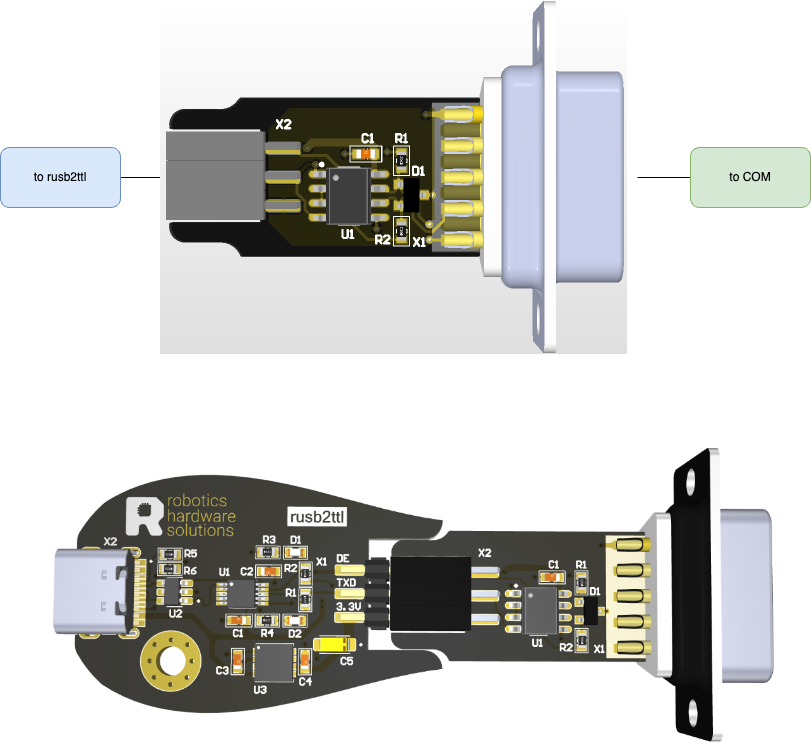 X2
C1
R1
to rusb2ttl
D1
to COM
U1
R2
X1
R
robotics
hardware
solutions
rusb2ttl
X2
R5
R6
U2
U1
R3
D1
C2
R2
X1
R1
C1
R4
D2
DE
TXD
3.3V
C3
U3
C4
C5
X2
C1
R1
D1
U1
R2
X1